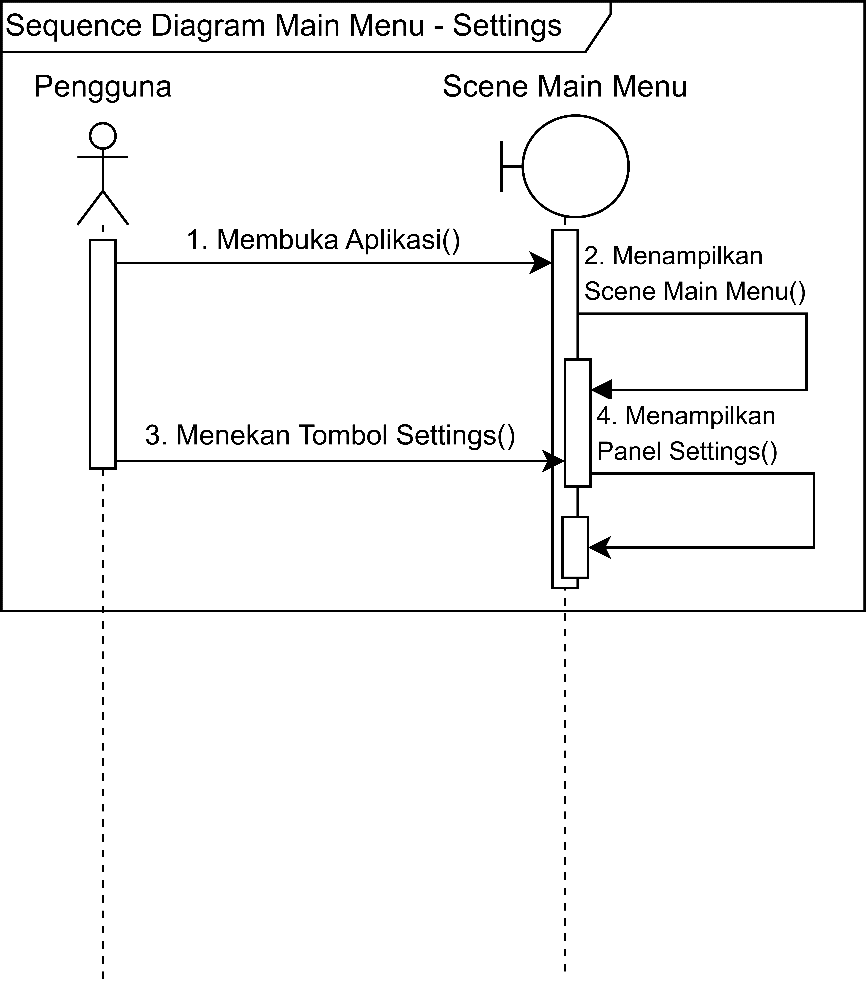 Sequence Diagram Main Menu - Settings
Pengguna
Scene Main Menu
1. Membuka Aplikasi()
2. Menampilkan
Scene Main Menu()
3. Menekan Tombol Settings()
4. Menampilkan
Panel Settings()